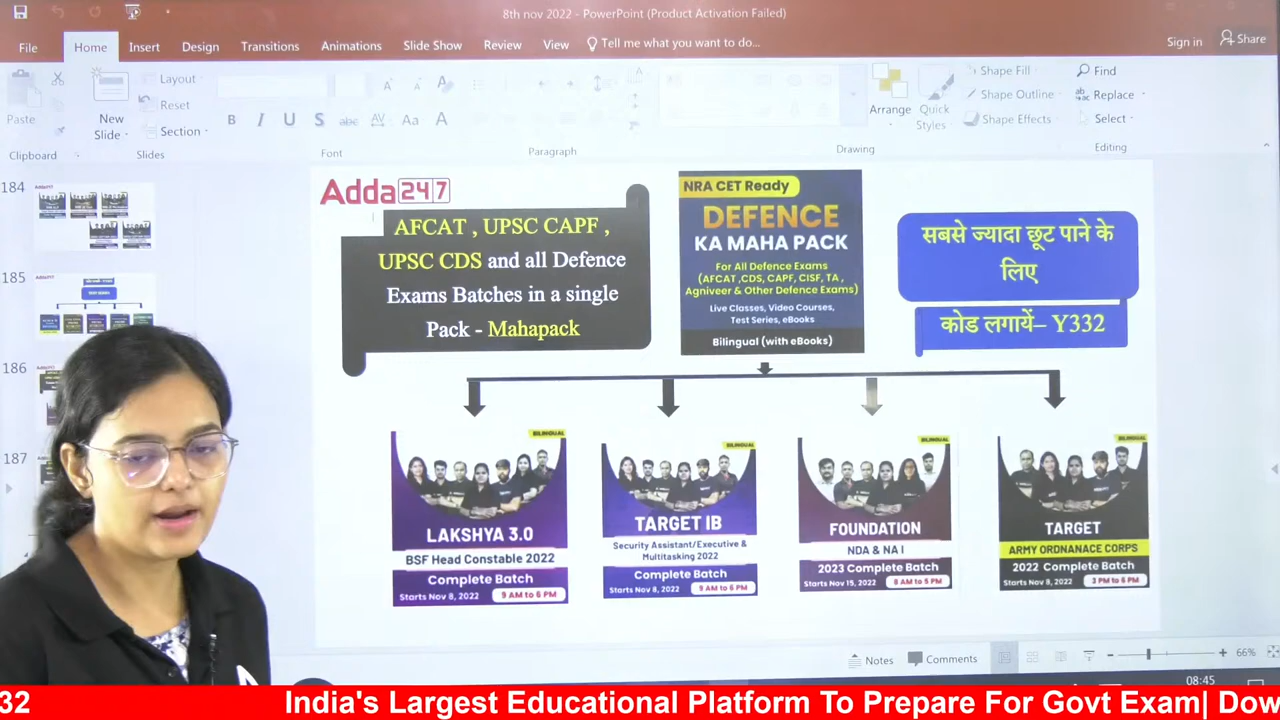 8th nov 2022 - PowerPoint (Product Activation Failed)
File Home Insert Design Transitions Animations Slide Show Review View Tell me what you want to do... Sign in Share
Paste
New
Slide
Layout
Reset
Section
B I U S abc AV Aa A
Arrange
Quick
Styles
Shape Fill
Shape Outline
Shape Effects
Find
Replace
Select
Clipboard Slides Font Paragraph Drawing Editing
184
185
186
187
Adda247
AFCAT , UPSC CAPF ,
UPSC CDS and all Defence
Exams Batches in a single
Pack - Mahapack
NRA CET Ready
DEFENCE
KA MAHA PACK
For All Defence Exams
(AFCAT ,CDS, CAPF, CISF, TA ,
Agniveer & Other Defence Exams)
Live Classes, Video Courses,
Test Series, eBooks
Bilingual (with eBooks)
सबसे ज्यादा छूट पाने के
लिए
कोड लगायें– Y332
BILINGUAL
LAKSHYA 3.0
BSF Head Constable 2022
Complete Batch
Starts Nov 8, 2022 9 AM to 6 PM
BILINGUAL
TARGET IB
Security Assistant/Executive &
Multitasking 2022
Complete Batch
Starts Nov 8, 2022 9 AM to 6 PM
BILINGUAL
FOUNDATION
NDA & NA I
2023 Complete Batch
Starts Nov 15, 2022 8 AM to 5 PM
BILINGUAL
TARGET
ARMY ORDNANACE CORPS
2022 Complete Batch
Starts Nov 8, 2022 3 PM to 6 PM
Notes Comments 66%
08:45
32 India's Largest Educational Platform To Prepare For Govt Exam| Dow